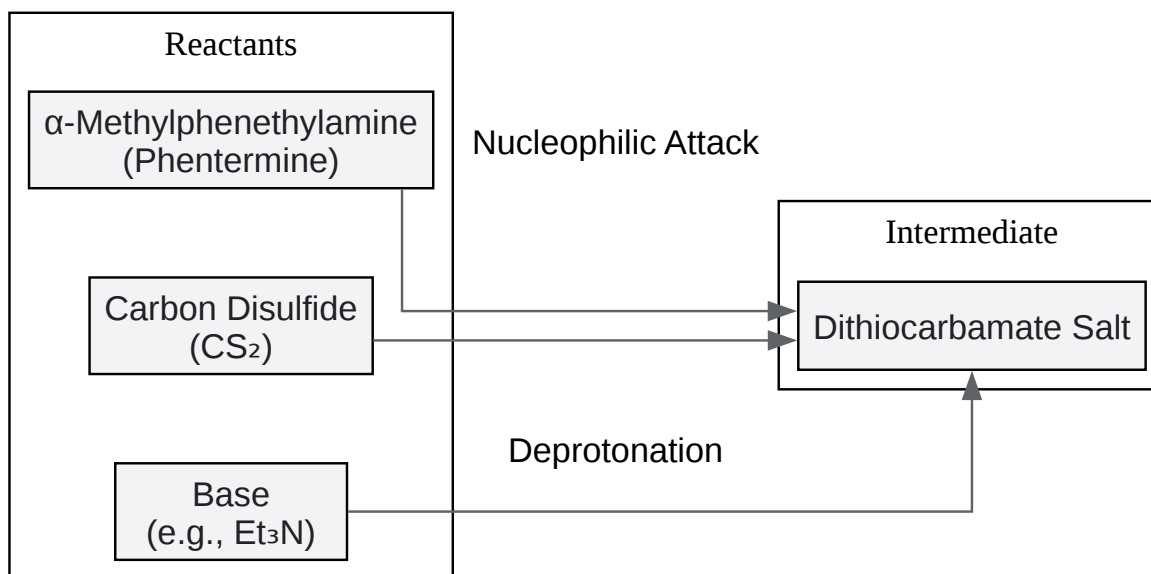 Reactants
α-Methylphenethylamine
(Phentermine)
Nucleophilic Attack
Intermediate
Carbon Disulfide
(CS₂)
Dithiocarbamate Salt
Deprotonation
Base
(e.g., Et₃N)